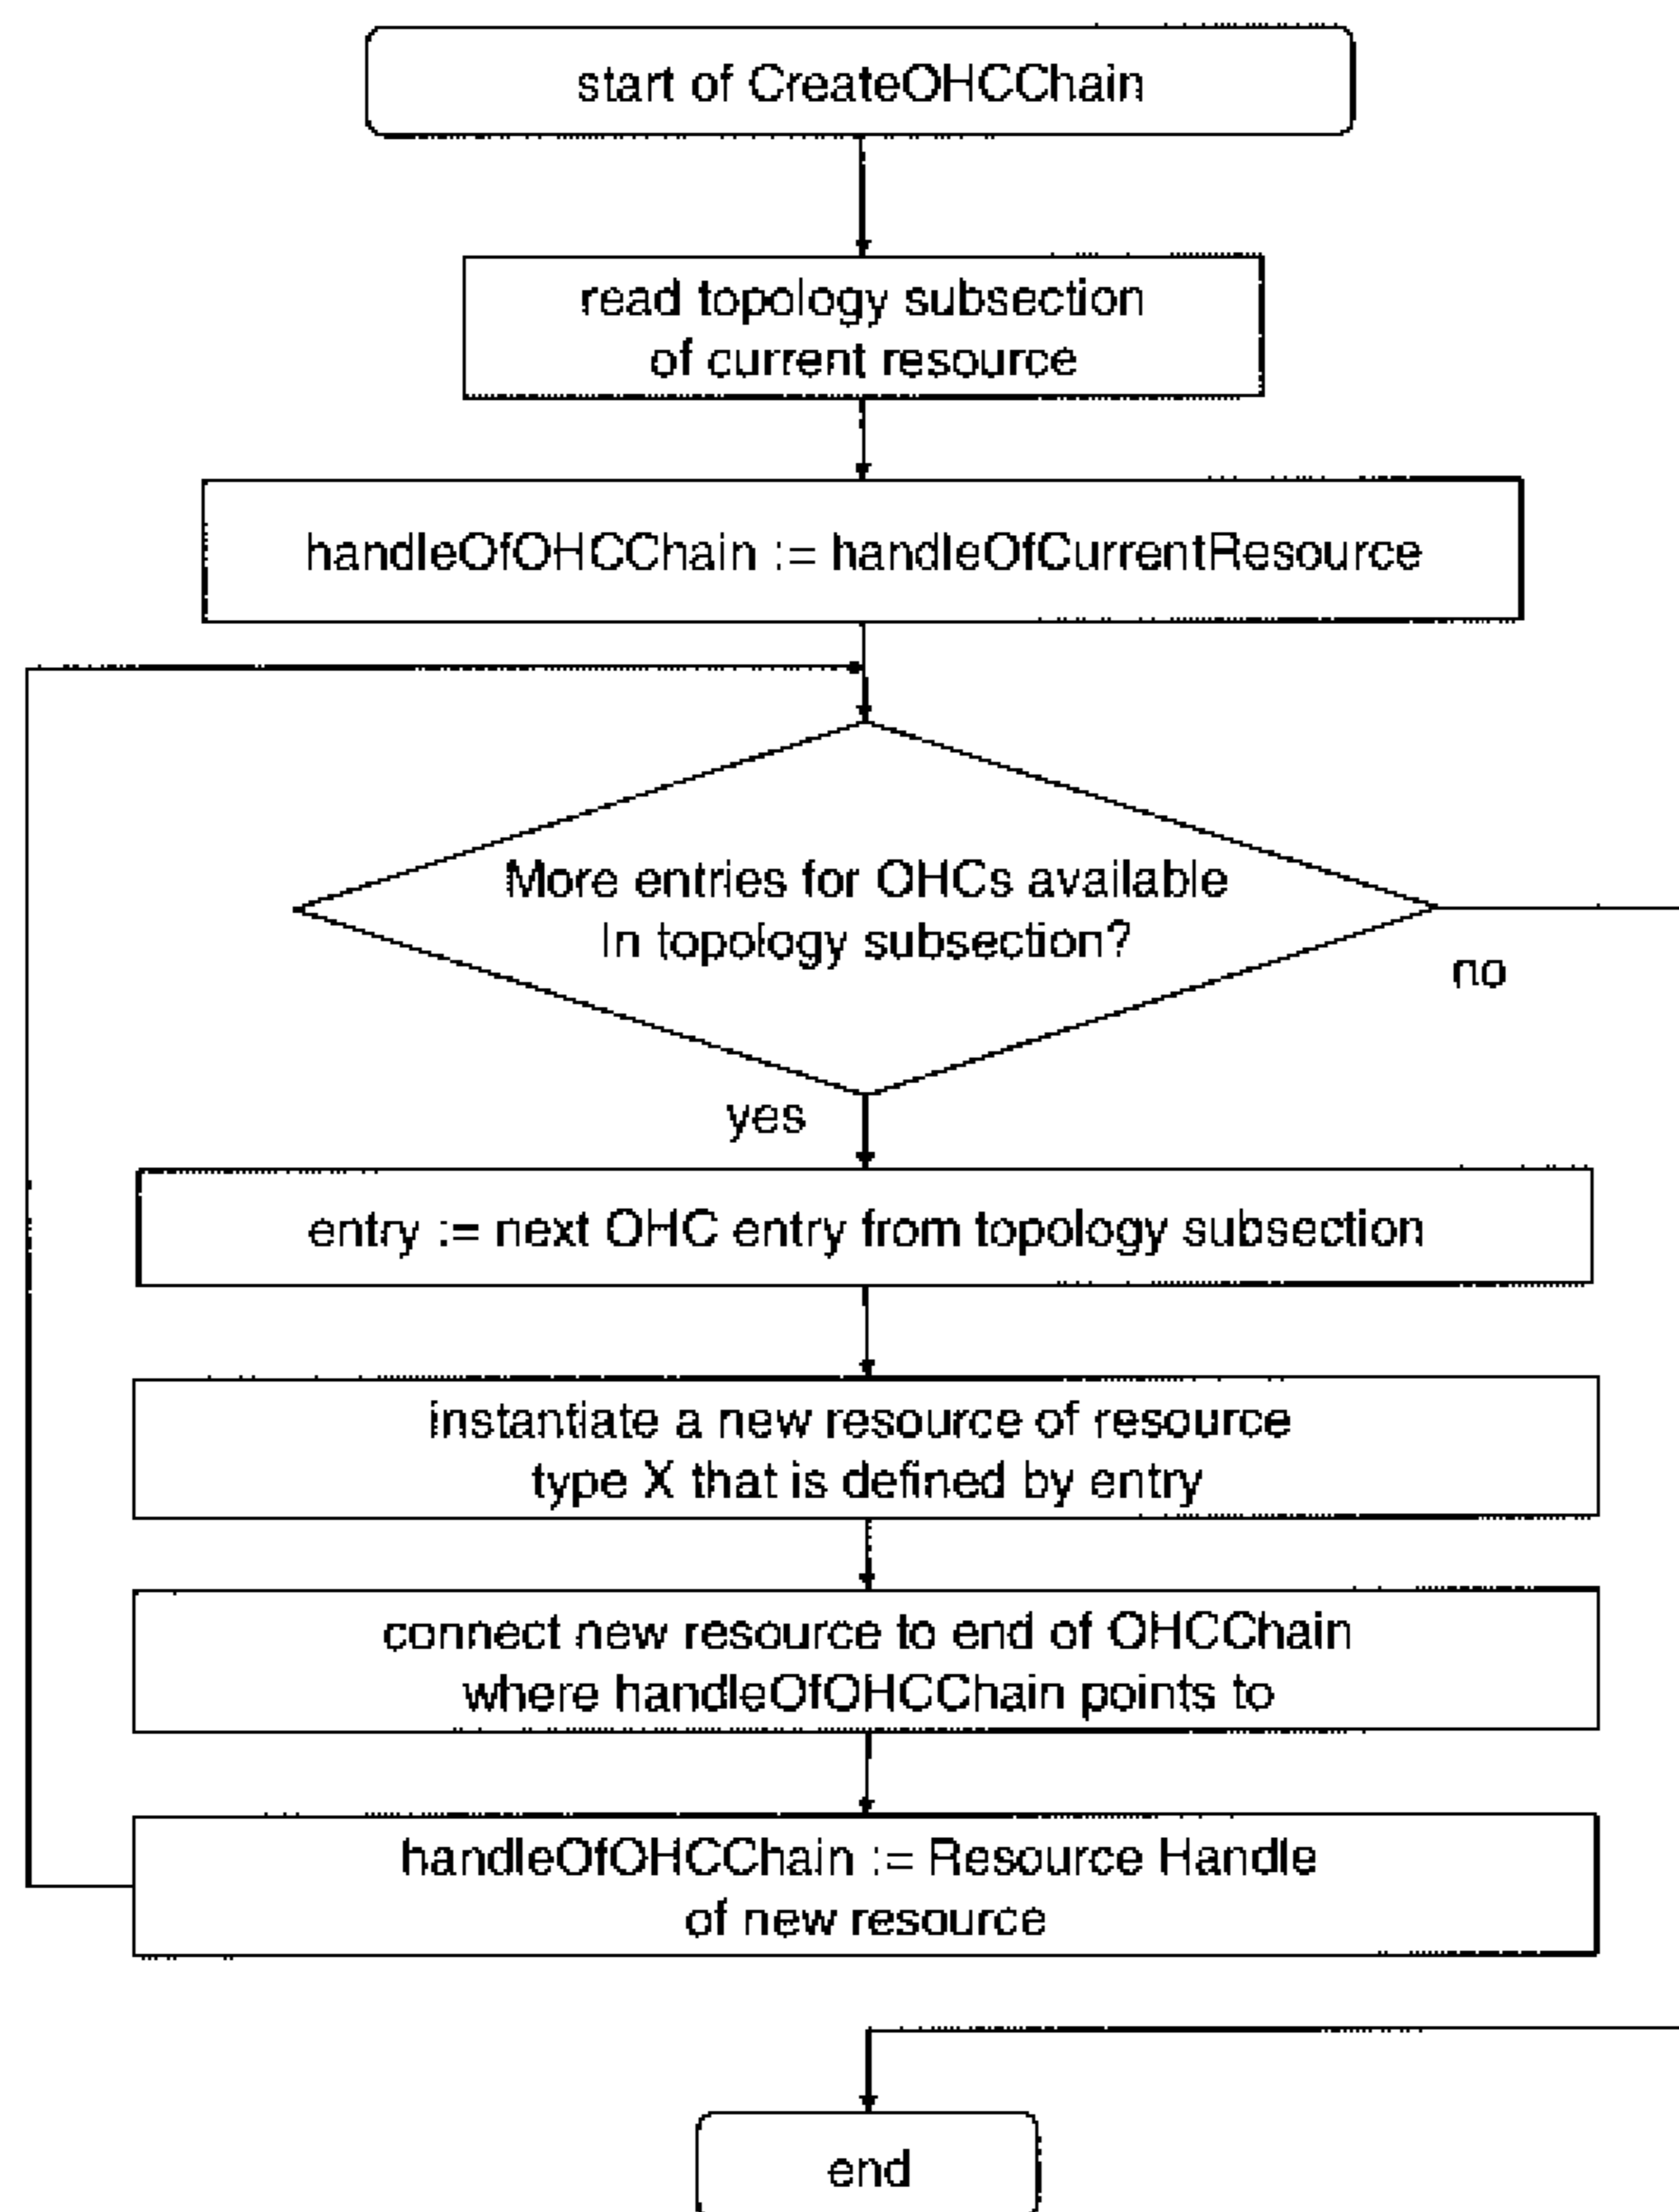 start of CreateOHCChain
read topology subsection
of current resource
handleOfOHCChain := handleOfCurrentResource
More entries for OHCs available
In topology subsection?
no
yes
entry := next OHC entry from topology subsection
instantiate a new resource of resource
type X that is defined by entry
connect new resource to end of OHCChain
where handleOfOHCChain points to
handleOfOHCChain := Resource Handle
of new resource
end